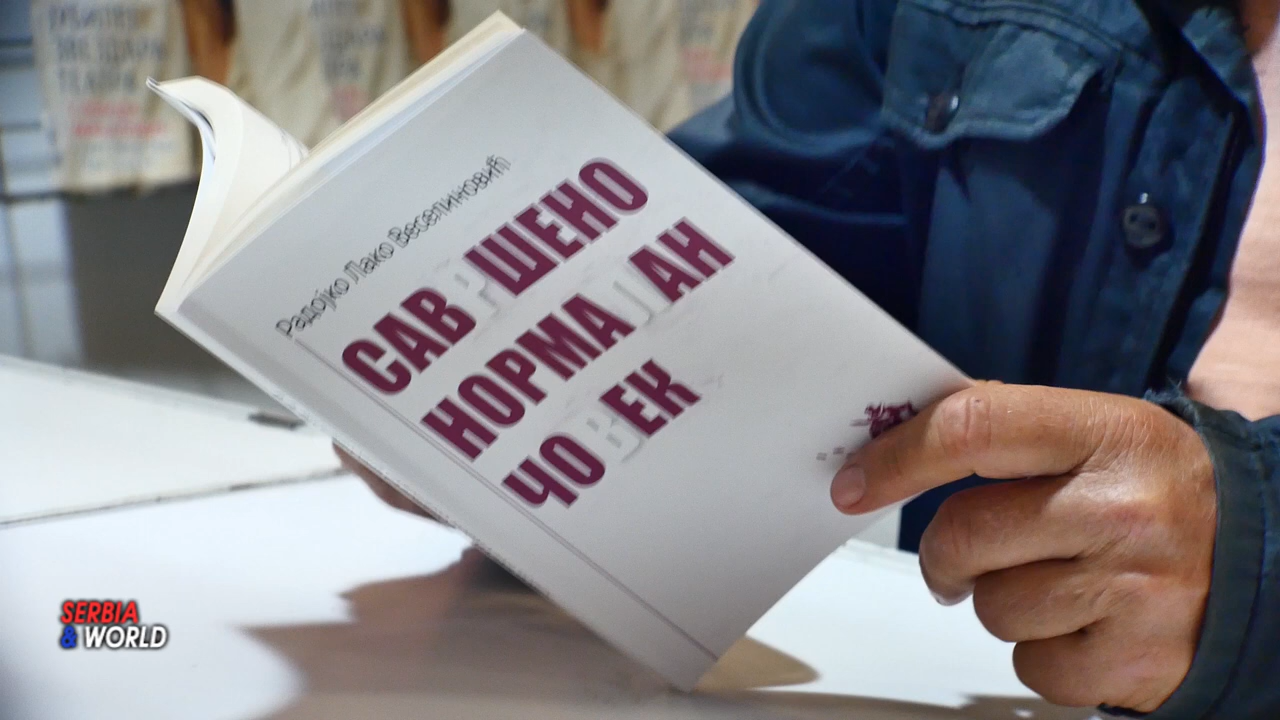 Радојко Лако Веселиновић
САВРШЕНО
НОРМАЛАН
ЧОВЕК
SERBIA
& WORLD